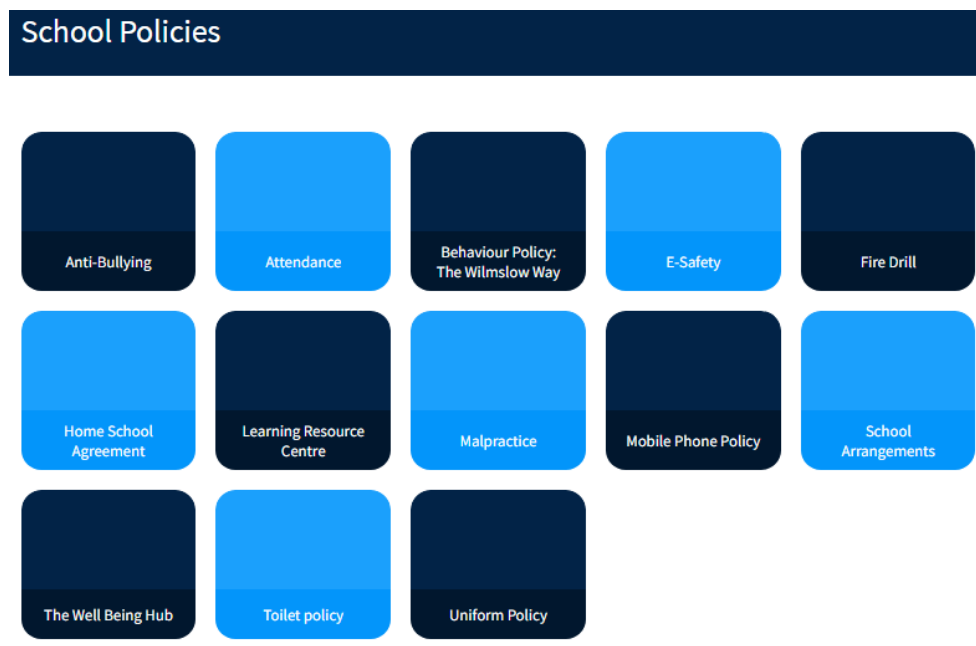 School Policies
Anti-Bullying
Attendance
Behaviour Policy:
The Wilmslow Way
E-Safety
Fire Drill
Home School
Agreement
Learning Resource
Centre
Malpractice
Mobile Phone Policy
School
Arrangements
The Well Being Hub
Toilet policy
Uniform Policy